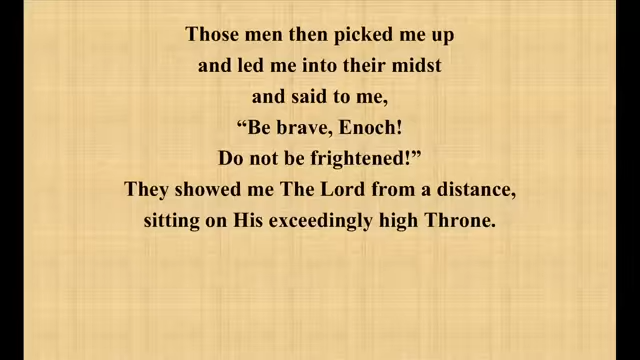 Those men then picked me up
and led me into their midst
and said to me,
“Be brave, Enoch!
Do not be frightened!”
They showed me The Lord from a distance,
sitting on His exceedingly high Throne.